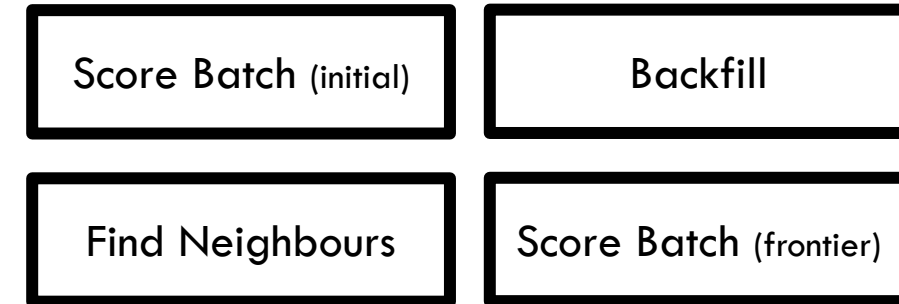 Score Batch (initial)
Backfill
Find Neighbours
Score Batch (frontier)